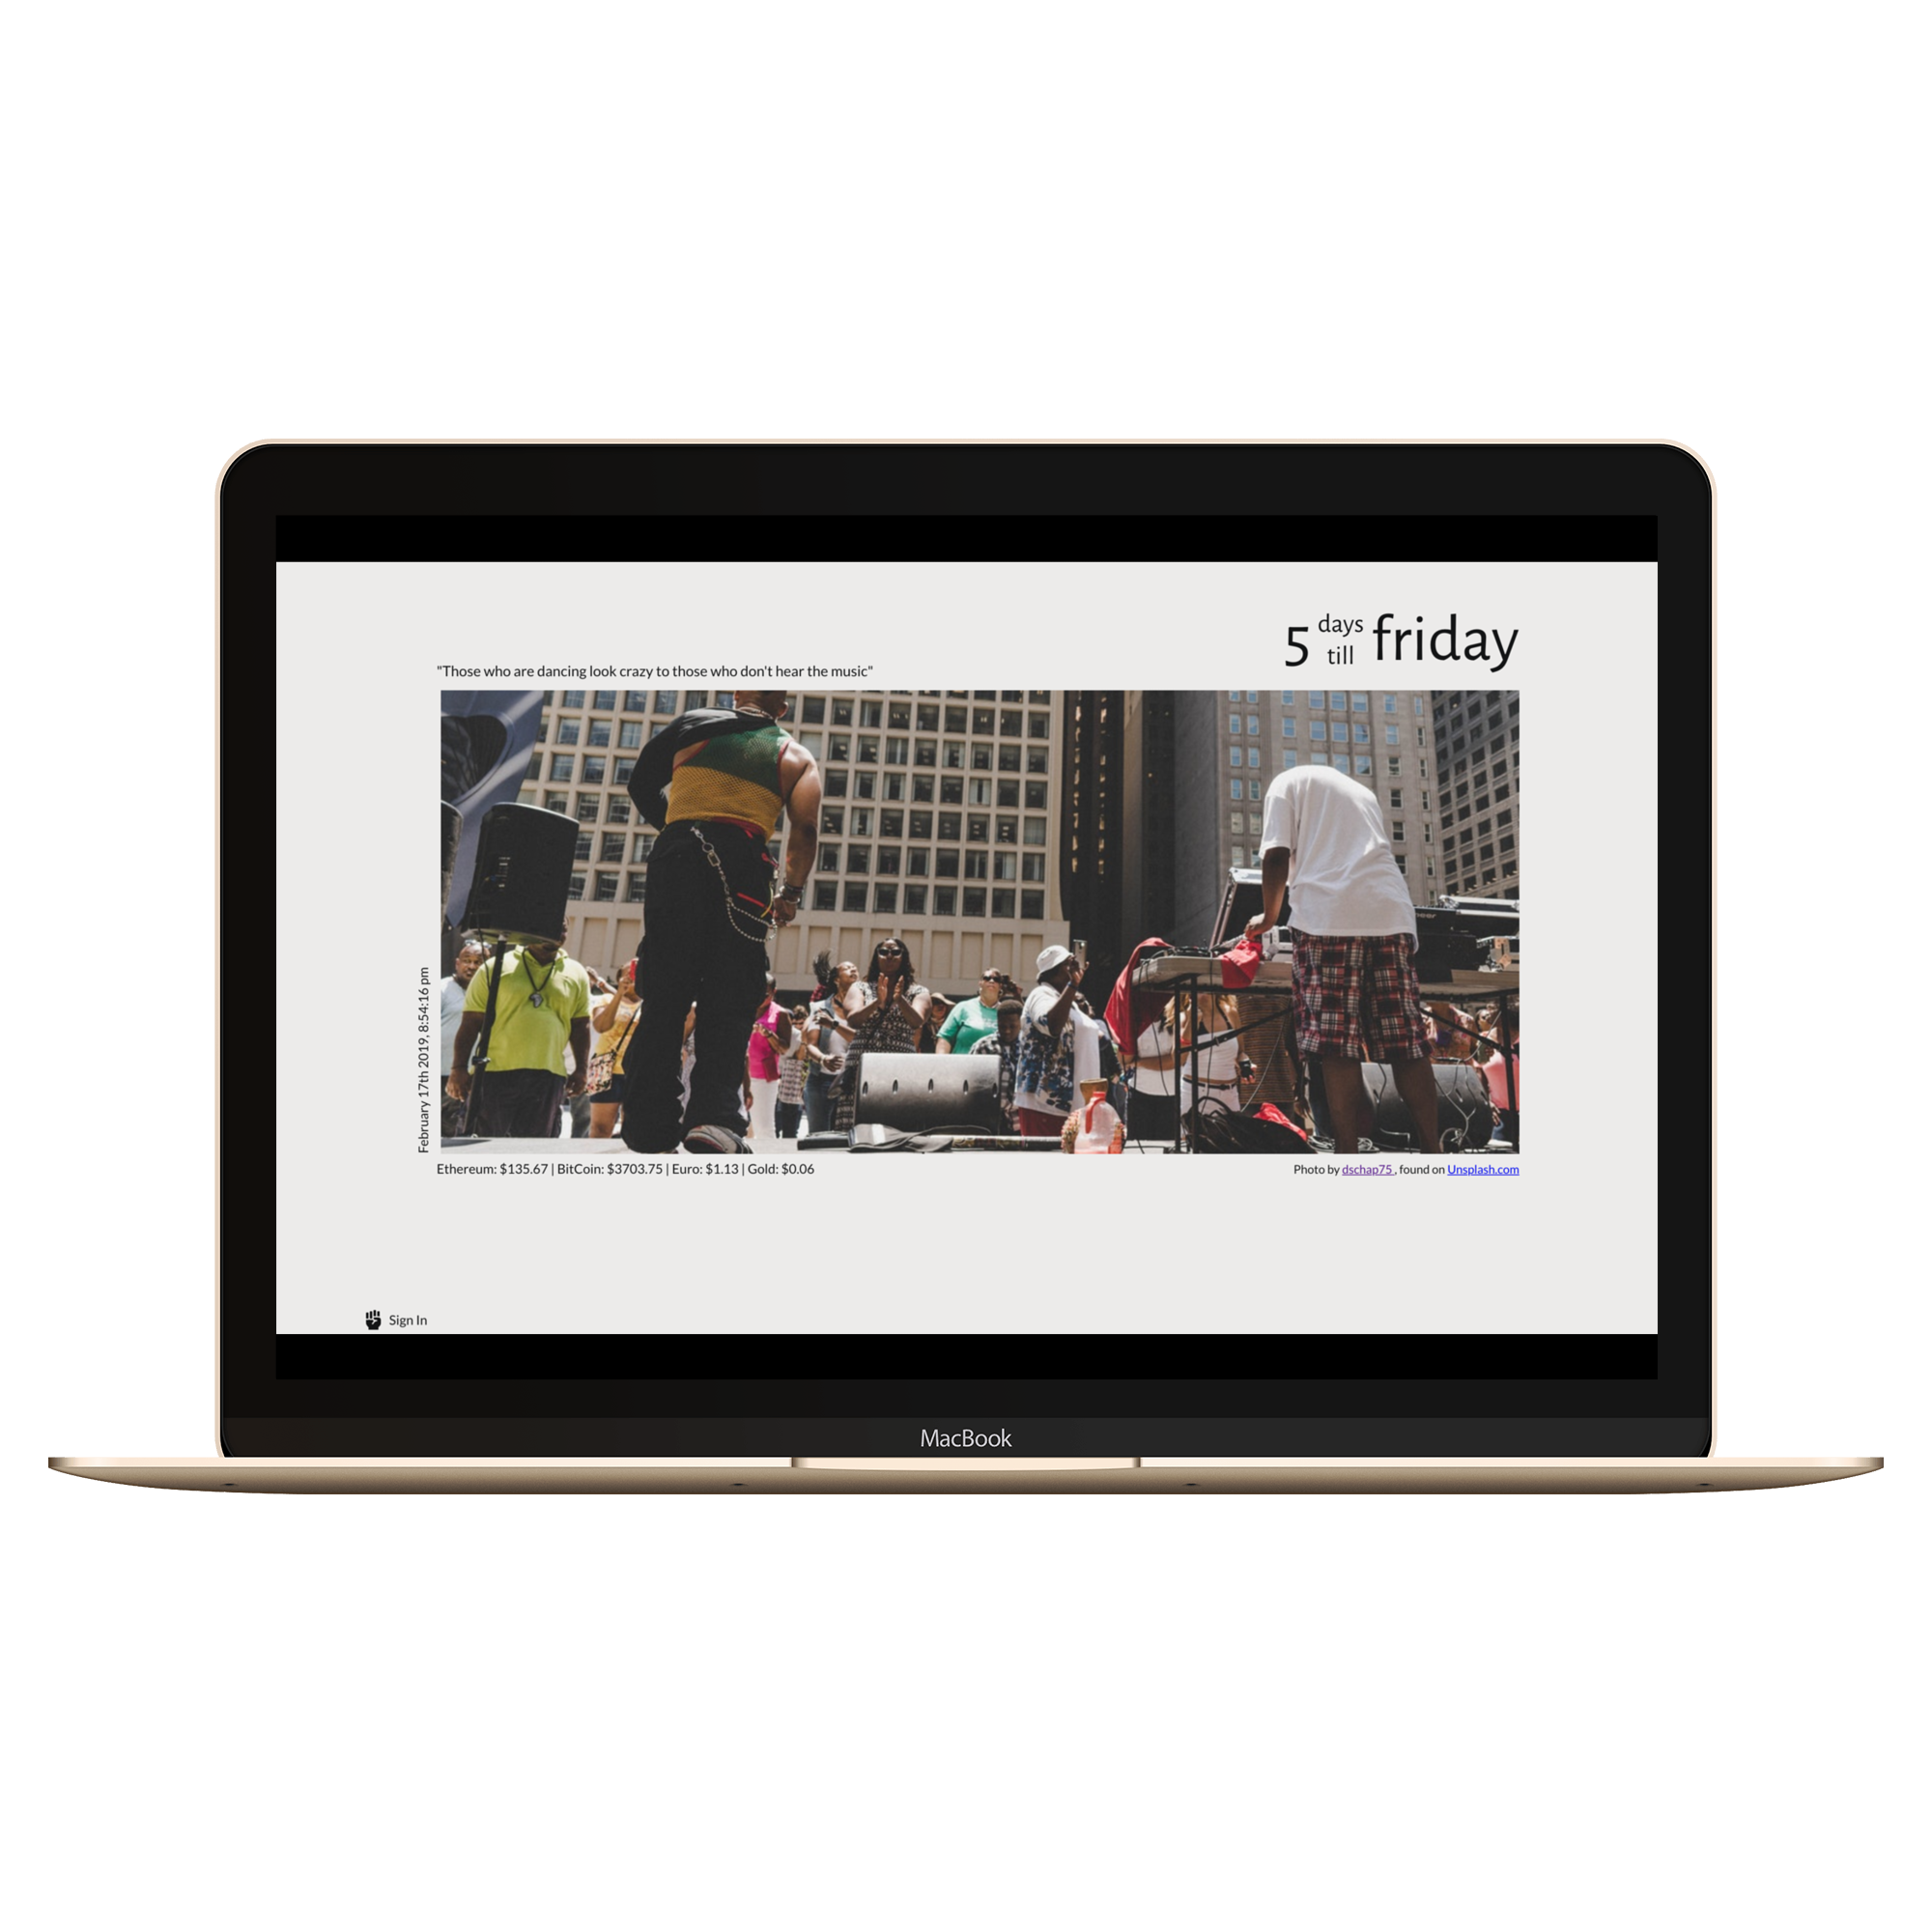 5 days till friday
"Those who are dancing look crazy to those who don't hear the music"
February 17th 2019, 8:54:16 pm
Ethereum: $135.67 | BitCoin: $3703.75 | Euro: $1.13 | Gold: $0.06
Photo by dschap75 , found on Unsplash.com
Sign In
MacBook